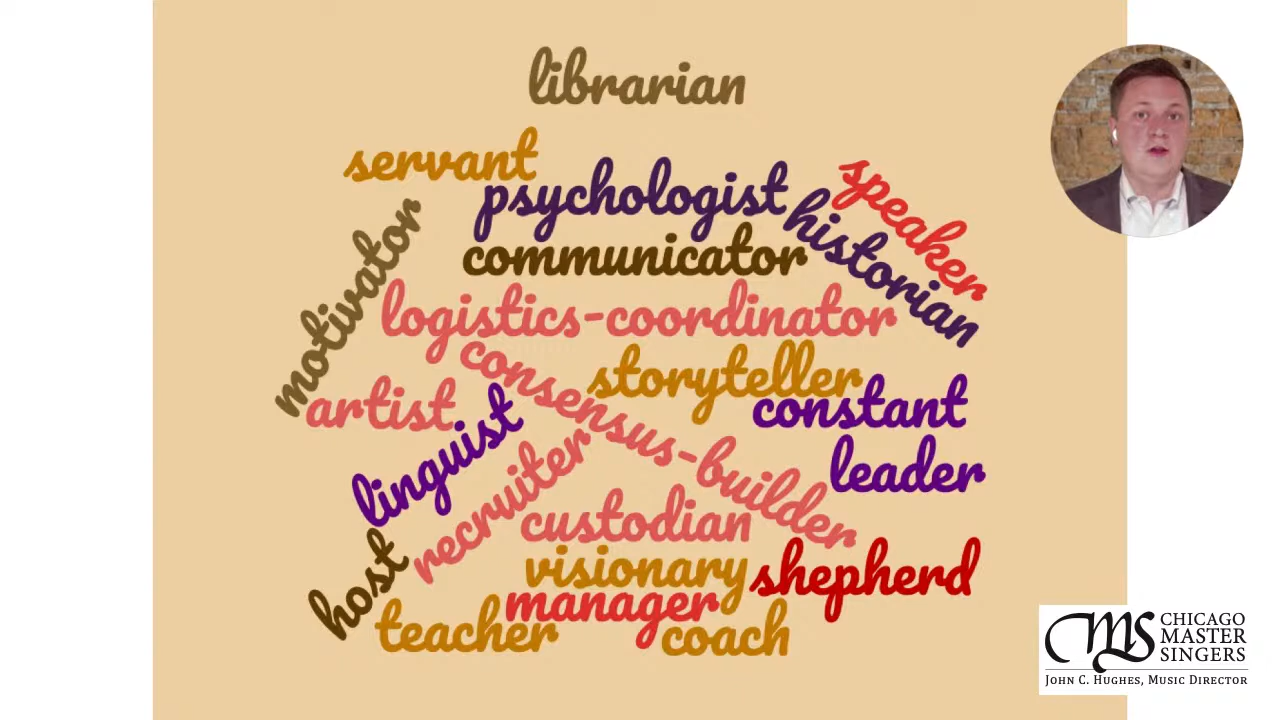 librarian
servant
psychologist
speaker
historian
motivator
communicator
logistics-coordinator
consensus-builder
storyteller
artist
constant
linguist
leader
recruiter
custodian
host
visionary
shepherd
manager
teacher
coach
CMS
CHICAGO
MASTER
SINGERS
JOHN C. HUGHES, MUSIC DIRECTOR